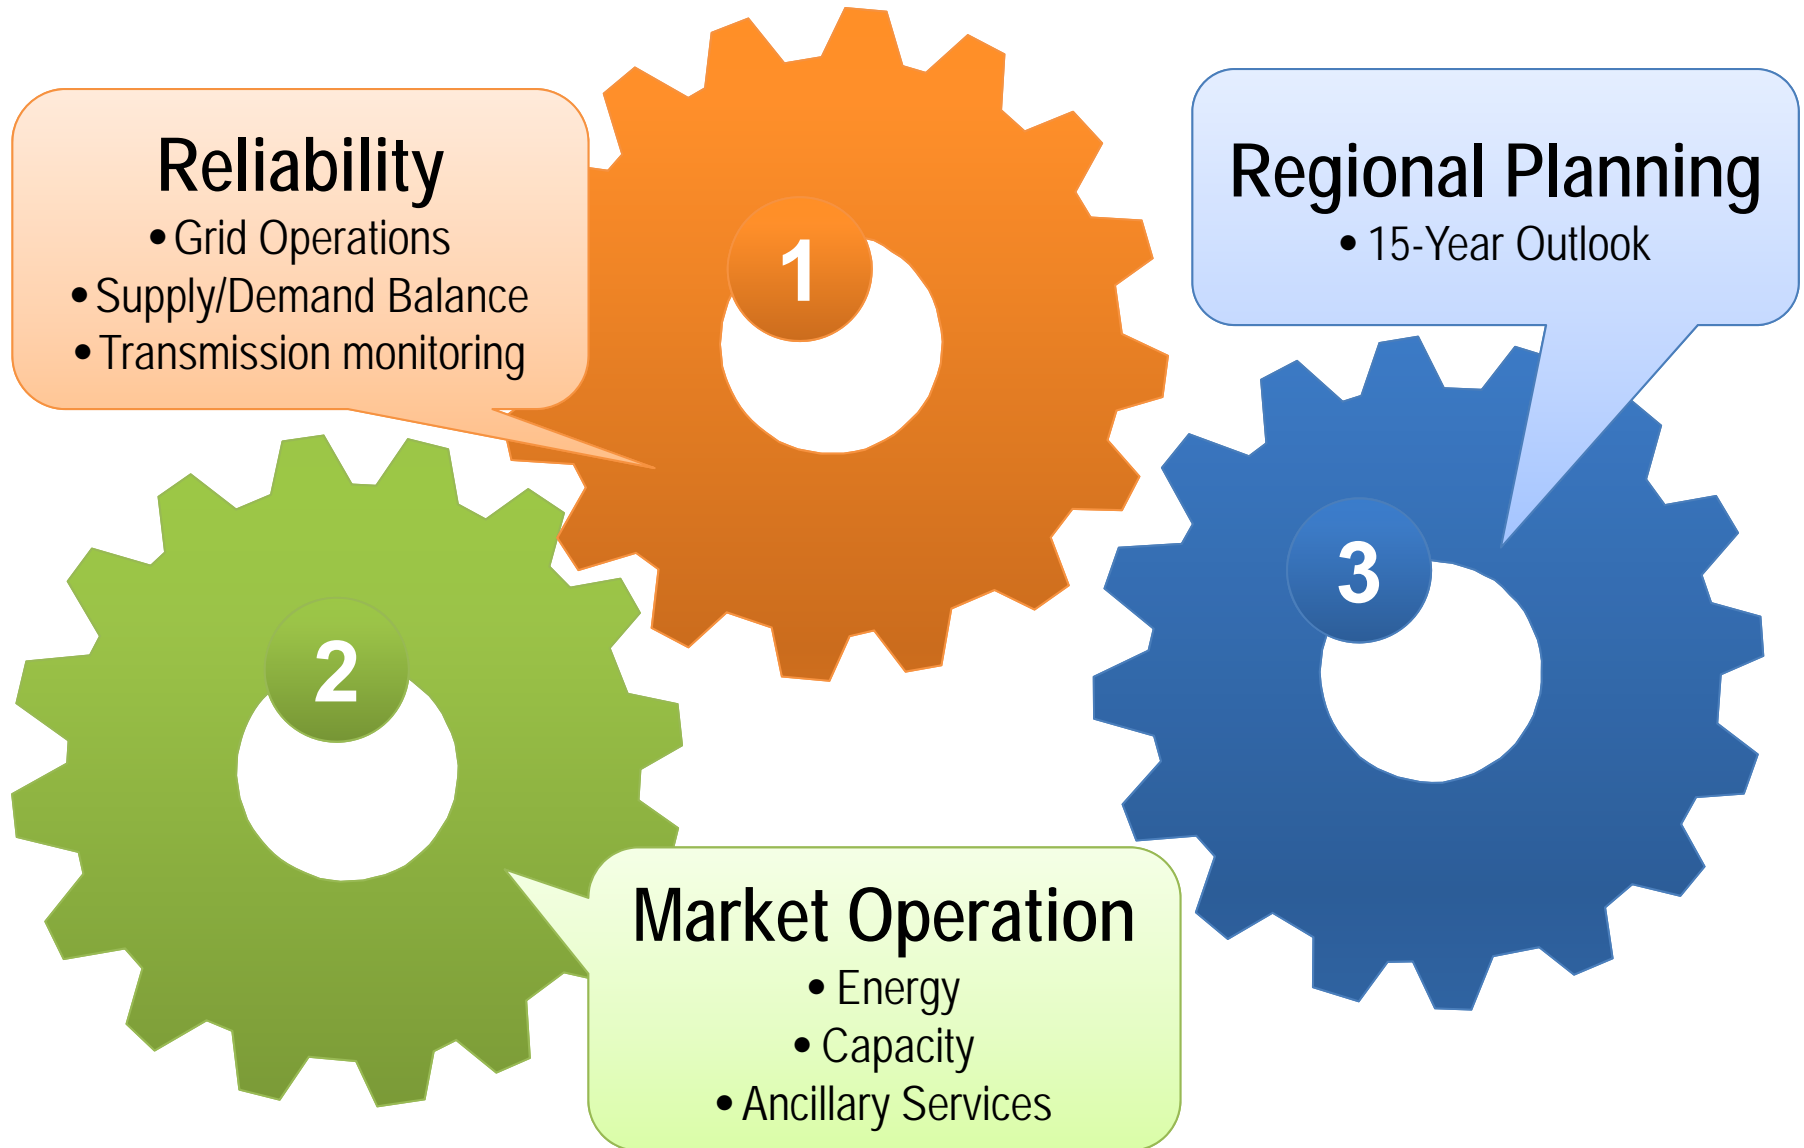 Reliability
• Grid Operations
• Supply/Demand Balance
• Transmission monitoring
1
Regional Planning
• 15-Year Outlook
3
2
Market Operation
• Energy
• Capacity
• Ancillary Services